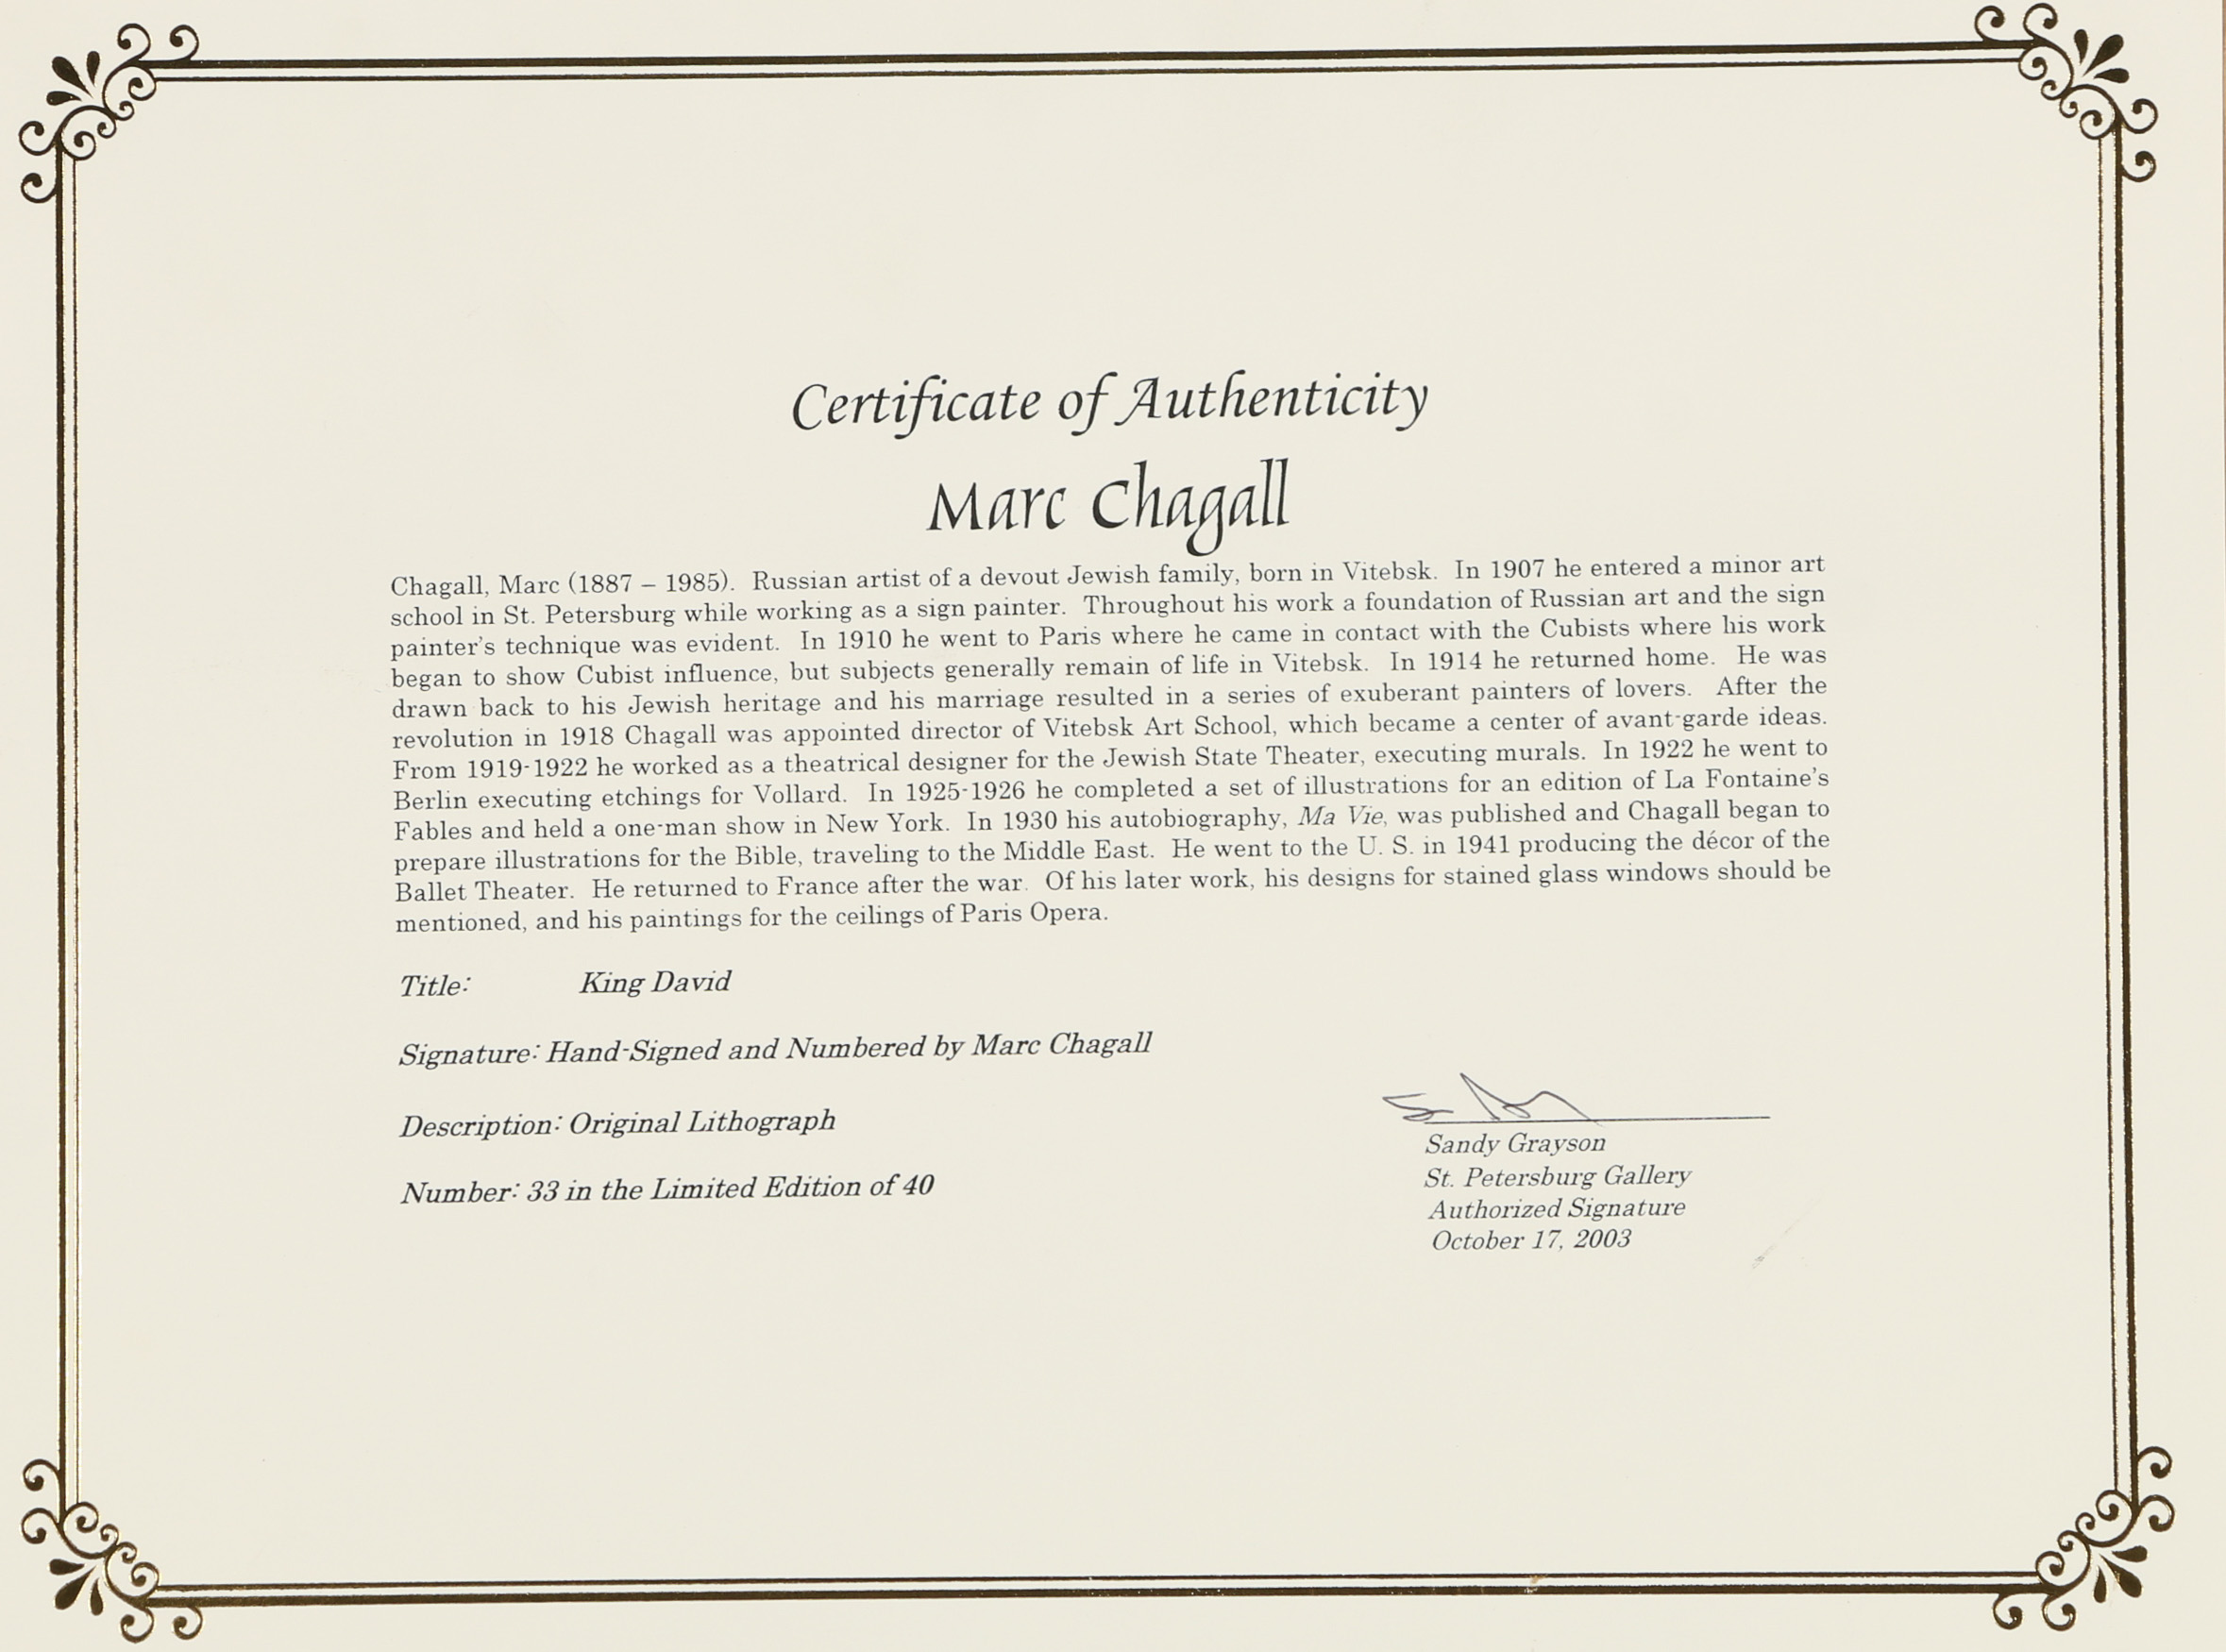 Certificate of Authenticity
Marc Chagall
Chagall, Marc (1887 – 1985). Russian artist of a devout Jewish family, born in Vitebsk. In 1907 he entered a minor art
school in St. Petersburg while working as a sign painter. Throughout his work a foundation of Russian art and the sign
painter's technique was evident. In 1910 he went to Paris where he came in contact with the Cubists where his work
began to show Cubist influence, but subjects generally remain of life in Vitebsk. In 1914 he returned home. He was
drawn back to his Jewish heritage and his marriage resulted in a series of exuberant painters of lovers. After the
revolution in 1918 Chagall was appointed director of Vitebsk Art School, which became a center of avant-garde ideas.
From 1919-1922 he worked as a theatrical designer for the Jewish State Theater, executing murals. In 1922 he went to
Berlin executing etchings for Vollard. In 1925-1926 he completed a set of illustrations for an edition of La Fontaine's
Fables and held a one-man show in New York. In 1930 his autobiography, Ma Vie, was published and Chagall began to
prepare illustrations for the Bible, traveling to the Middle East. He went to the U. S. in 1941 producing the décor of the
Ballet Theater. He returned to France after the war. Of his later work, his designs for stained glass windows should be
mentioned, and his paintings for the ceilings of Paris Opera.
Title: King David
Signature: Hand-Signed and Numbered by Marc Chagall
Description: Original Lithograph
Number: 33 in the Limited Edition of 40
Sandy Grayson
St. Petersburg Gallery
Authorized Signature
October 17, 2003